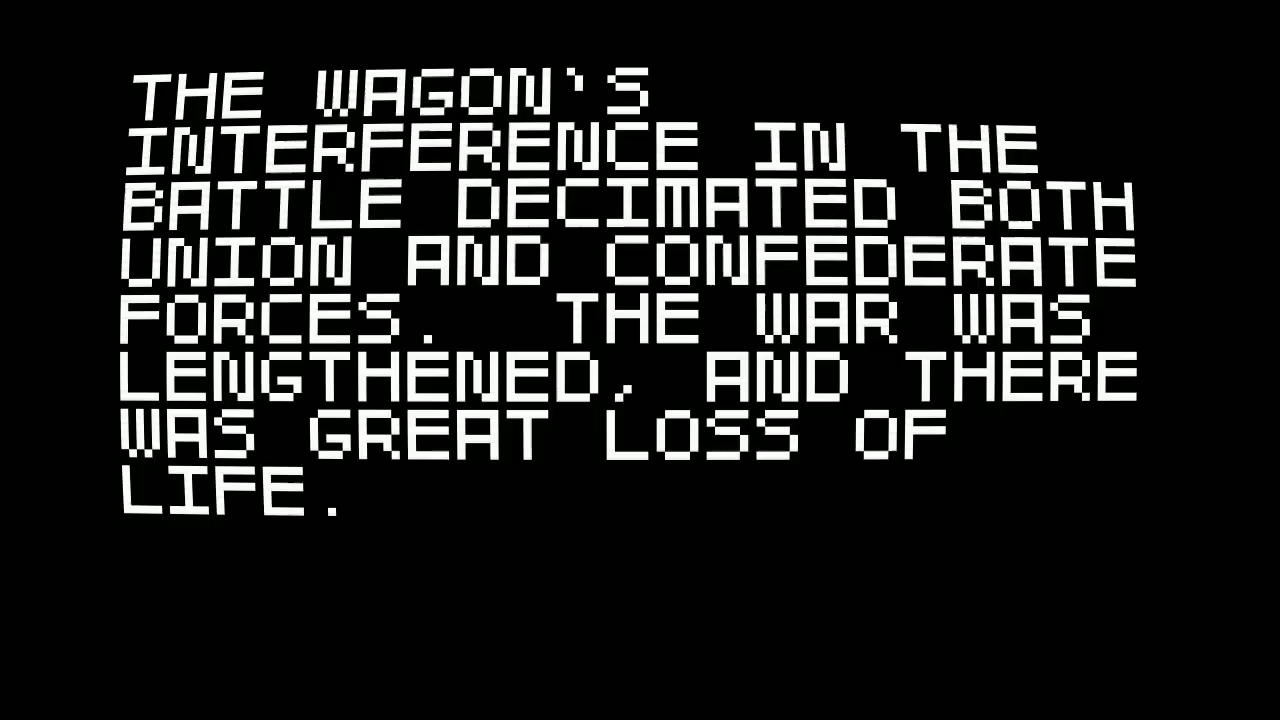 THE WAGON'S
INTERFERENCE IN THE
BATTLE DECIMATED BOTH
UNION AND CONFEDERATE
FORCES.  THE WAR WAS
LENGTHENED, AND THERE
WAS GREAT LOSS OF
LIFE.